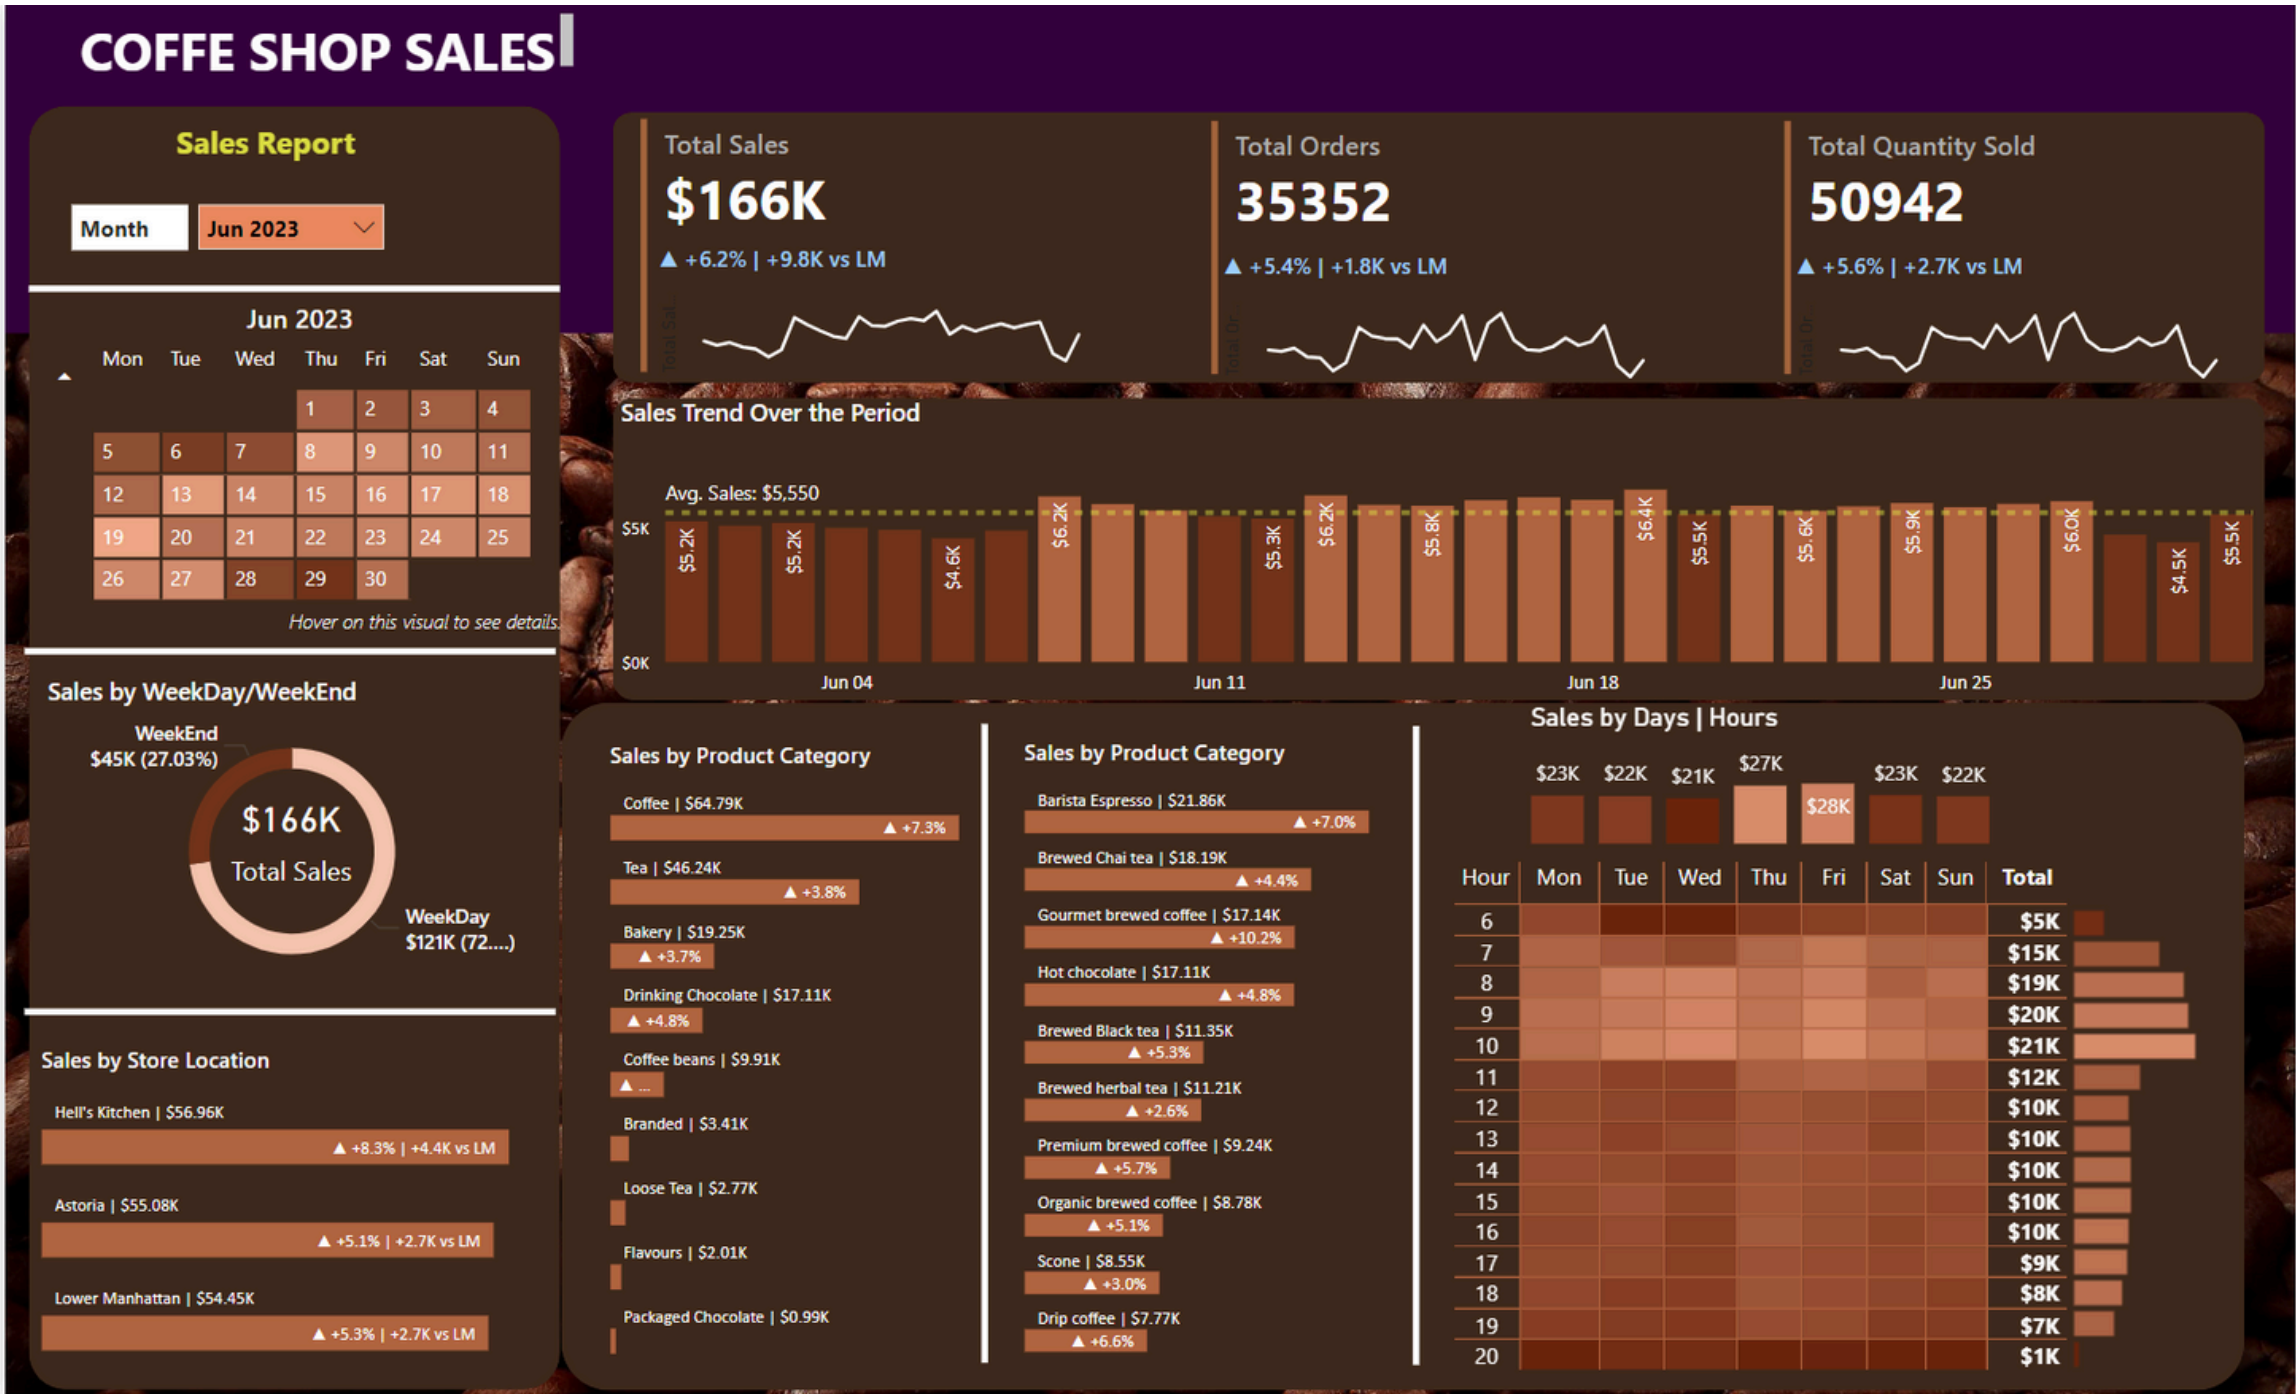 COFFE SHOP SALES
Sales Report
Month
Jun 2023
Jun 2023
Mon Tue Wed Thu Fri Sat Sun
1 2 3 4
5 6 7 8 9 10 11
12 13 14 15 16 17 18
19 20 21 22 23 24 25
26 27 28 29 30
Hover on this visual to see details.
Sales by WeekDay/WeekEnd
WeekEnd
$45K (27.03%)
$166K
Total Sales
WeekDay
$121K (72....)
Sales by Store Location
Hell's Kitchen | $56.96K
▲ +8.3% | +4.4K vs LM
Astoria | $55.08K
▲ +5.1% | +2.7K vs LM
Lower Manhattan | $54.45K
▲ +5.3% | +2.7K vs LM
Total Sales
$166K
▲ +6.2% | +9.8K vs LM
Total Sal...
Total Orders
35352
▲ +5.4% | +1.8K vs LM
Total Or...
Total Quantity Sold
50942
▲ +5.6% | +2.7K vs LM
Total Or...
Sales Trend Over the Period
Avg. Sales: $5,550
$5K
$0K
$5.2K
$5.2K
$4.6K
$6.2K
$5.3K
$6.2K
$5.8K
$6.4K
$5.5K
$5.6K
$5.9K
$6.0K
$4.5K
$5.5K
Jun 04 Jun 11 Jun 18 Jun 25
Sales by Product Category
Coffee | $64.79K
▲ +7.3%
Tea | $46.24K
▲ +3.8%
Bakery | $19.25K
▲ +3.7%
Drinking Chocolate | $17.11K
▲ +4.8%
Coffee beans | $9.91K
▲ ...
Branded | $3.41K
Loose Tea | $2.77K
Flavours | $2.01K
Packaged Chocolate | $0.99K
Sales by Product Category
Barista Espresso | $21.86K
▲ +7.0%
Brewed Chai tea | $18.19K
▲ +4.4%
Gourmet brewed coffee | $17.14K
▲ +10.2%
Hot chocolate | $17.11K
▲ +4.8%
Brewed Black tea | $11.35K
▲ +5.3%
Brewed herbal tea | $11.21K
▲ +2.6%
Premium brewed coffee | $9.24K
▲ +5.7%
Organic brewed coffee | $8.78K
▲ +5.1%
Scone | $8.55K
▲ +3.0%
Drip coffee | $7.77K
▲ +6.6%
Sales by Days | Hours
$23K $22K $21K $27K $28K $23K $22K
Hour Mon Tue Wed Thu Fri Sat Sun Total
6 $5K
7 $15K
8 $19K
9 $20K
10 $21K
11 $12K
12 $10K
13 $10K
14 $10K
15 $10K
16 $10K
17 $9K
18 $8K
19 $7K
20 $1K